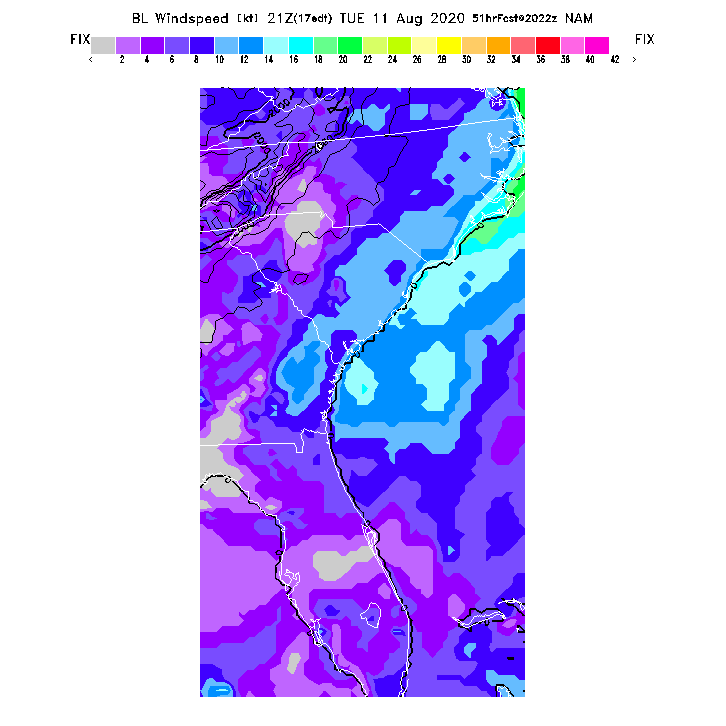 BL Windspeed [kt] 21Z(17edt) TUE 11 Aug 2020 51hrFcst@2022z NAM
FIX FIX
< 2 4 6 8 10 12 14 16 18 20 22 24 26 28 30 32 34 36 38 40 42 >